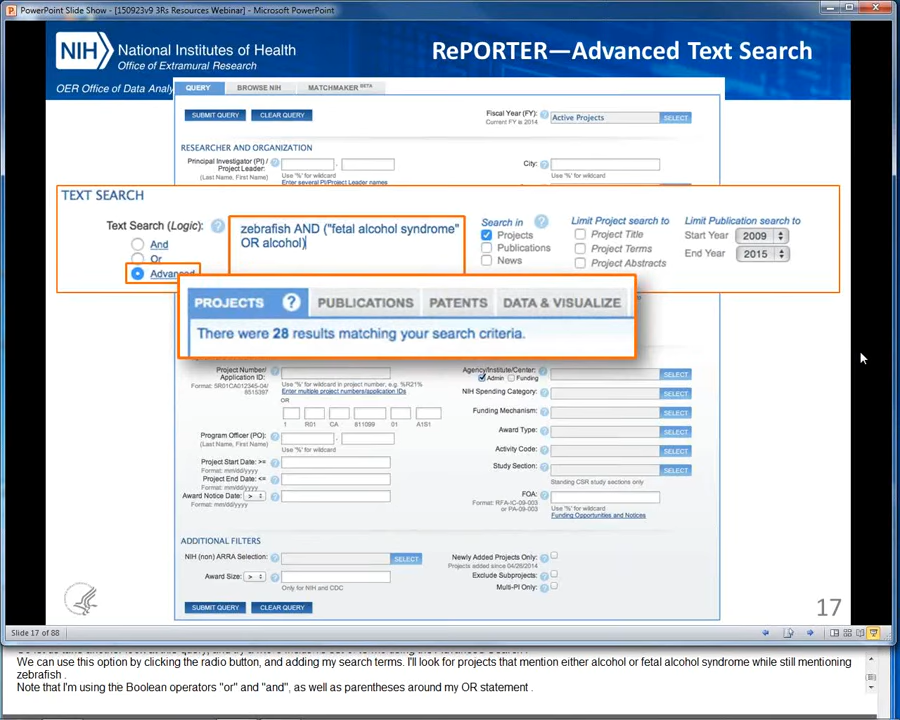 PowerPoint Slide Show - [150923v9 3Rs Resources Webinar] - Microsoft PowerPoint
NIH National Institutes of Health
Office of Extramural Research
OER Office of Data Analy
RePORTER—Advanced Text Search
QUERY BROWSE NIH MATCHMAKER BETA
SUBMIT QUERY CLEAR QUERY
Fiscal Year (FY): ? Active Projects SELECT
Current FY is 2014
RESEARCHER AND ORGANIZATION
Principal Investigator (PI) / Project Leader: ?
(Last Name, First Name)
Use '%' for wildcard
Enter several PI/Project Leader names
City: ?
Use '%' for wildcard
TEXT SEARCH
Text Search (Logic): ?
And
Or
Advanced
zebrafish AND ("fetal alcohol syndrome"
OR alcohol)
Search in ?
Projects
Publications
News
Limit Project search to
Project Title
Project Terms
Project Abstracts
Limit Publication search to
Start Year 2009
End Year 2015
PROJECTS ? PUBLICATIONS PATENTS DATA & VISUALIZE
There were 28 results matching your search criteria.
Project Number/
Application ID: ?
Format: 5R01CA012345-04/
8515397
Use '%' for wildcard in project number, e.g. %R21%
Enter multiple project numbers/application IDs
OR
1 R01 CA 811099 01 A1S1
Program Officer (PO): ?
(Last Name, First Name)
Use '%' for wildcard
Project Start Date: >= ?
Format: mm/dd/yyyy
Project End Date: <= ?
Format: mm/dd/yyyy
Award Notice Date: > ?
Format: mm/dd/yyyy
Agency/Institute/Center: ?
Admin Funding SELECT
NIH Spending Category: ? SELECT
Funding Mechanism: ? SELECT
Award Type: ? SELECT
Activity Code: ? SELECT
Study Section: ? SELECT
Standing CSR study sections only
FOA: ?
Format: RFA-IC-09-003
or PA-09-003
Use '%' for wildcard
Funding Opportunities and Notices
ADDITIONAL FILTERS
NIH (non) ARRA Selection: ? SELECT
Award Size: > ?
Only for NIH and CDC
Newly Added Projects Only: ?
Projects added since 04/28/2014
Exclude Subprojects: ?
Multi-PI Only: ?
SUBMIT QUERY CLEAR QUERY
17
Slide 17 of 88
We can use this option by clicking the radio button, and adding my search terms. I'll look for projects that mention either alcohol or fetal alcohol syndrome while still mentioning
zebrafish .
Note that I'm using the Boolean operators "or" and "and", as well as parentheses around my OR statement .